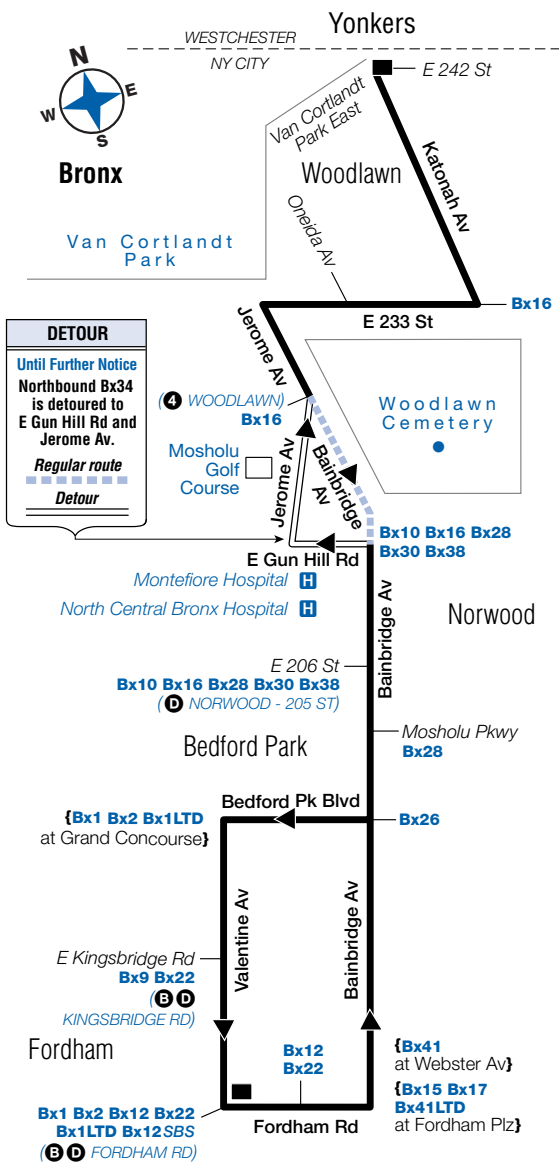 Yonkers
WESTCHESTER
NY CITY
N
E
W
S
E 242 St
Van Cortlandt
Park East
Bronx
Woodlawn
Katonah Av
Oneida Av
Van Cortlandt
Park
Bx16
E 233 St
Jerome Av
DETOUR
Until Further Notice
Northbound Bx34
is detoured to
E Gun Hill Rd and
Jerome Av.
Regular route
Detour
(4 WOODLAWN)
Bx16
Woodlawn
Cemetery
Mosholu
Golf
Course
Jerome Av
Bainbridge
Av
Bx10 Bx16 Bx28
Bx30 Bx38
E Gun Hill Rd
Montefiore Hospital H
North Central Bronx Hospital H
Norwood
Bainbridge Av
E 206 St
Bx10 Bx16 Bx28 Bx30 Bx38
(D NORWOOD - 205 ST)
Mosholu Pkwy
Bx28
Bedford Park
Bedford Pk Blvd
{Bx1 Bx2 Bx1LTD
at Grand Concourse}
Bx26
Valentine Av
Bainbridge Av
E Kingsbridge Rd
Bx9 Bx22
(B D
KINGSBRIDGE RD)
Fordham
Bx12
Bx22
{Bx41
at Webster Av}
{Bx15 Bx17
Bx41LTD
at Fordham Plz}
Bx1 Bx2 Bx12 Bx22
Bx1LTD Bx12SBS
(B D FORDHAM RD)
Fordham Rd